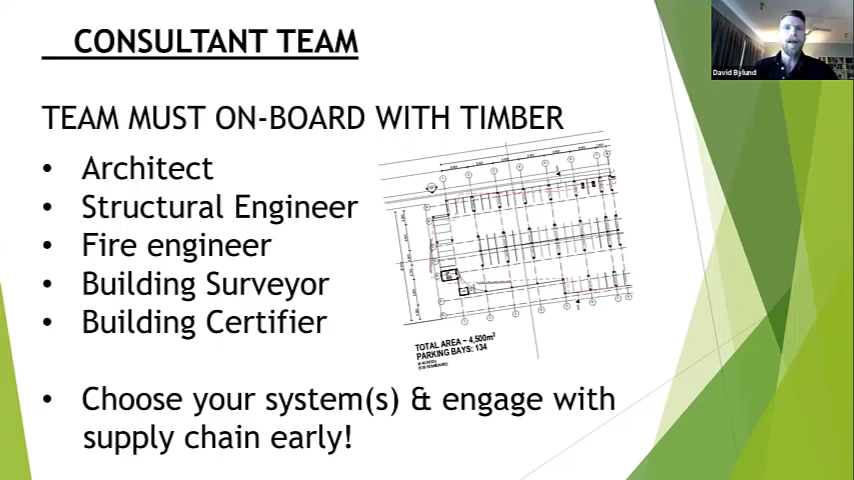 CONSULTANT TEAM
David Bylund
TEAM MUST ON-BOARD WITH TIMBER
• Architect
• Structural Engineer
• Fire engineer
• Building Surveyor
• Building Certifier
TOTAL AREA ~ 4,500m²
PARKING BAYS: 134
• Choose your system(s) & engage with
supply chain early!